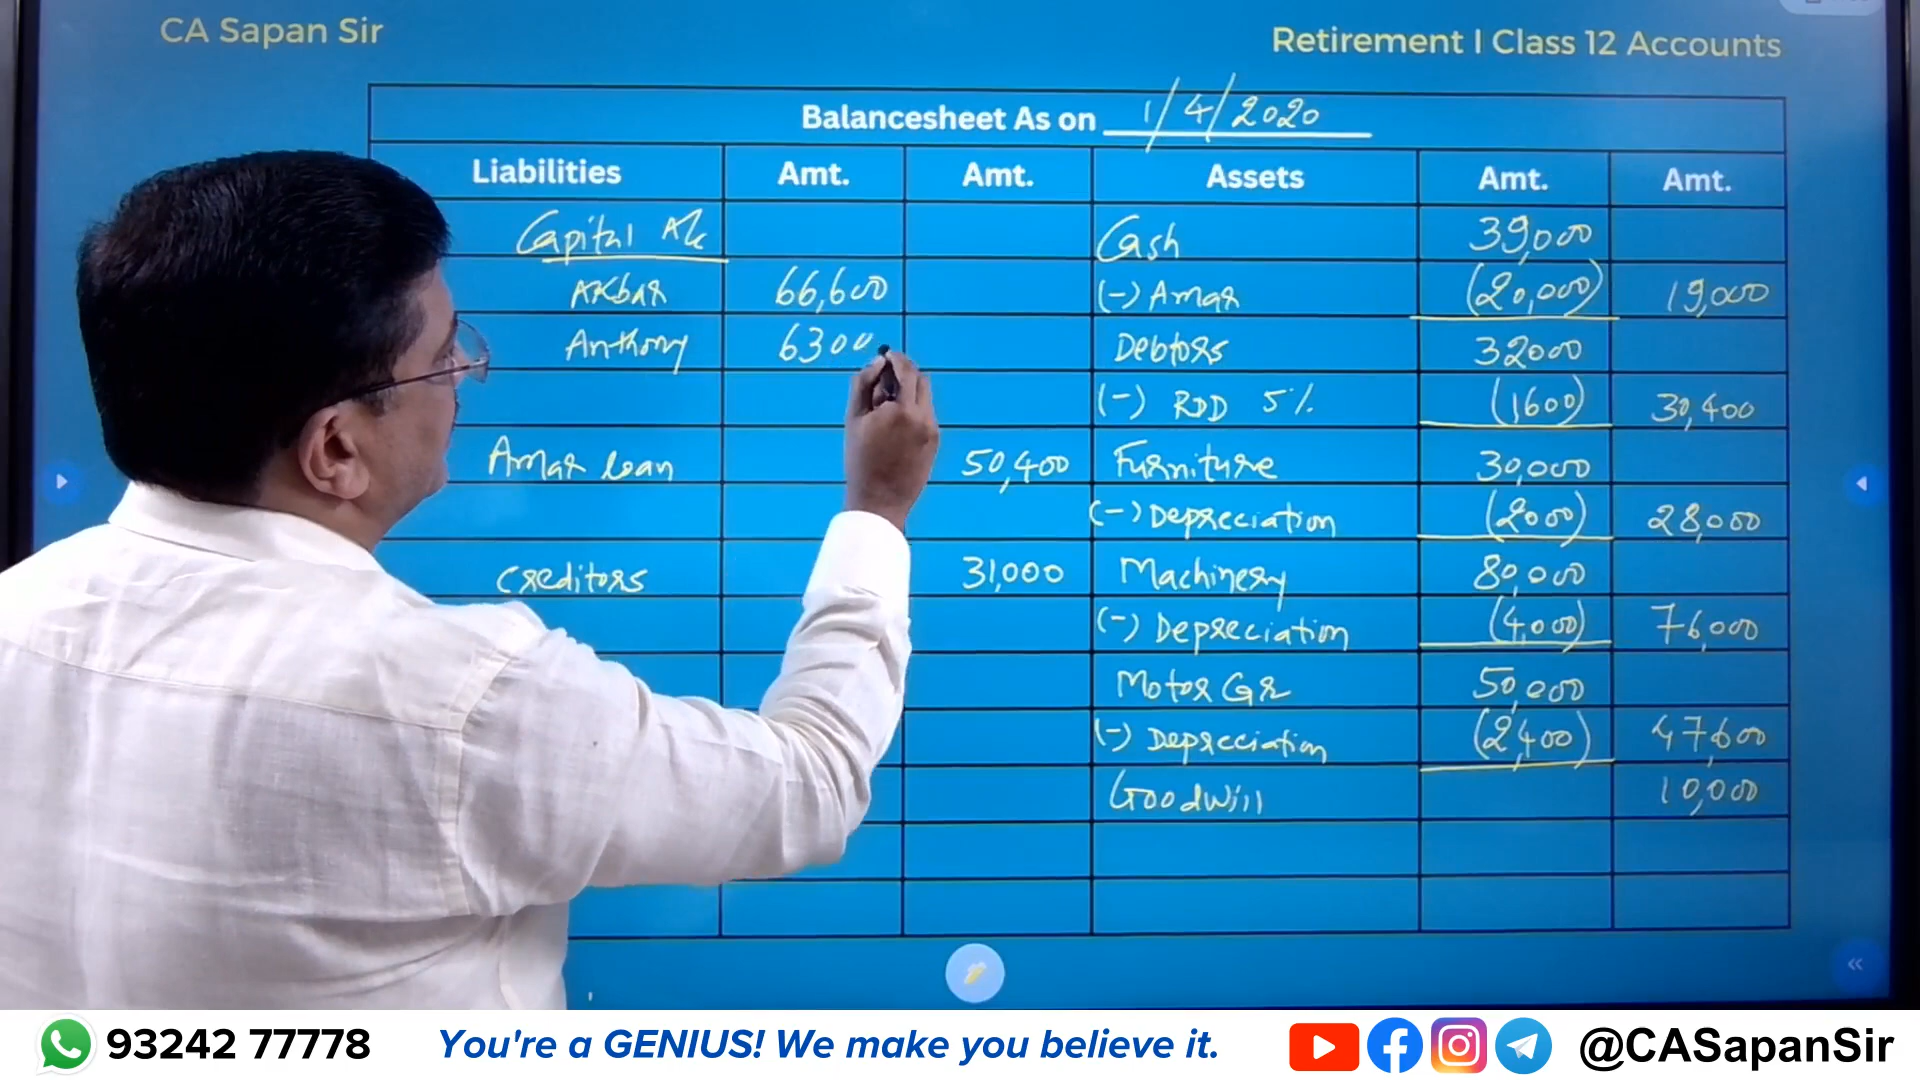 CA Sapan Sir
Retirement I Class 12 Accounts
Balancesheet As on 1/4/2020
Liabilities Amt. Amt. Assets Amt. Amt.
Capital A/c Cash 39,000
Akbar 66,600 (-) Amar (20,000) 19,000
Anthony 6300 Debtors 32000
(-) RDD 5% (1600) 30,400
Amar loan 50,400 Furniture 30,000
(-) Depreciation (2000) 28,000
Creditors 31,000 Machinery 80,000
(-) Depreciation (4,000) 76,000
Motor Car 50,000
(-) Depreciation (2,400) 47,600
Goodwill 10,000
93242 77778 You're a GENIUS! We make you believe it. @CASapanSir